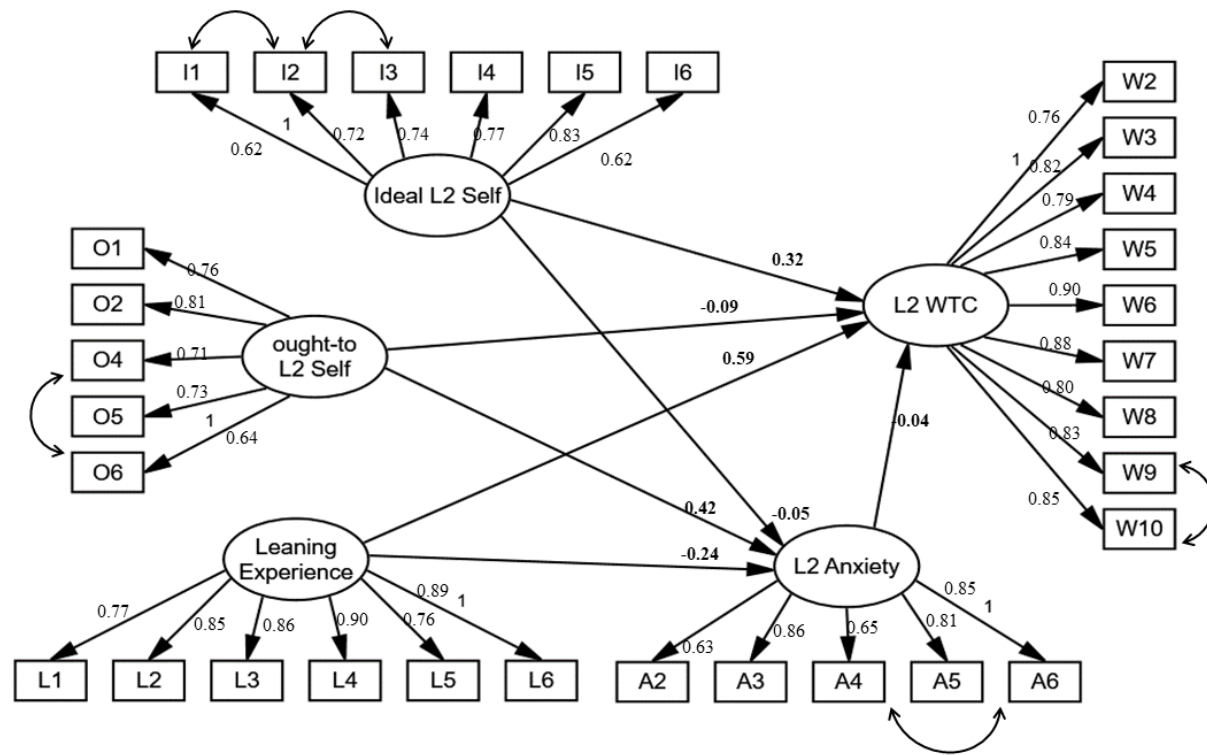 I1 I2 I3 I4 I5 I6
W2
1 0.72 0.74 0.77 0.83
0.62 0.62
0.76
W3
1 0.82
Ideal L2 Self
W4
0.79
O1
0.76
W5
0.84
0.32
O2
0.81
W6
0.90
L2 WTC
-0.09
ought-to
L2 Self
O4
0.71
0.59
W7
0.88
O5
0.73
1
0.64
W8
0.80
-0.04
0.83
O6
W9
0.85
W10
0.42 -0.05
Leaning
Experience
-0.24
L2 Anxiety
0.77 0.85 0.86 0.90 0.76 0.89 1
0.63 0.86 0.65 0.81 0.85 1
L1 L2 L3 L4 L5 L6
A2 A3 A4 A5 A6